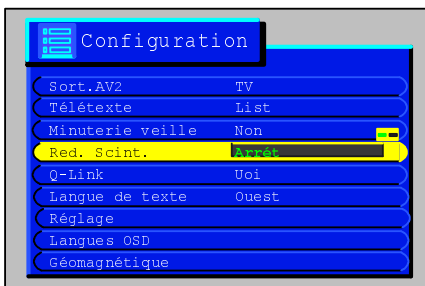 Configuration
Sort.AV2 TV
Télétexte List
Minuterie veille Non
Red. Scint. Arrét
Q-Link Uoi
Langue de texte Ouest
Réglage
Langues OSD
Géomagnétique